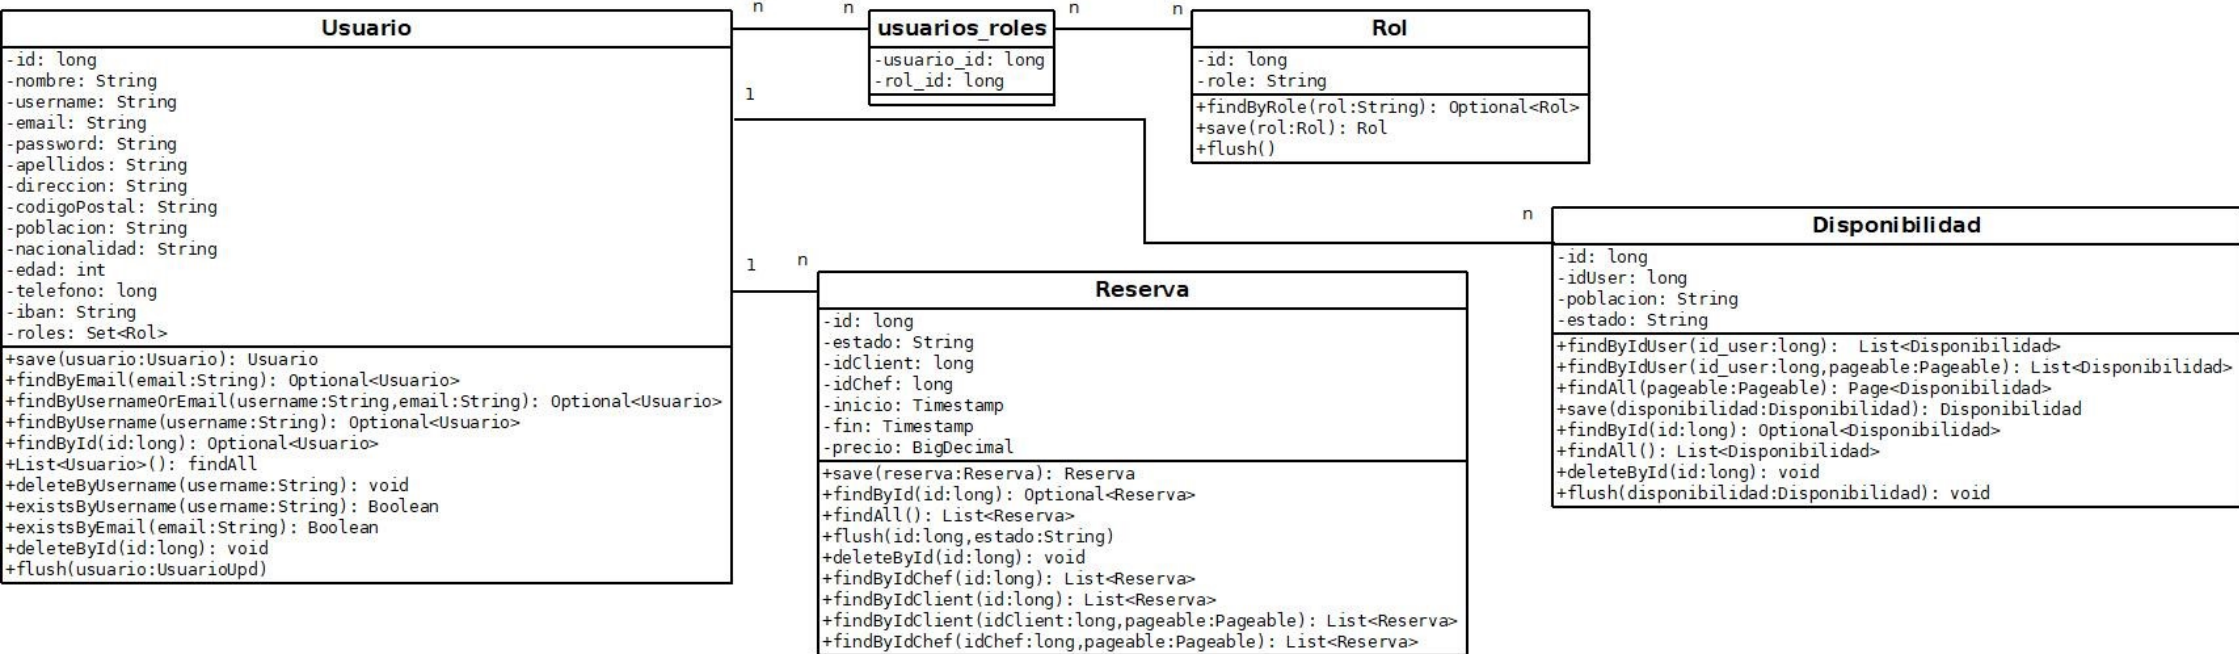 n
n
n
n
Usuario
-id: long
-nombre: String
-username: String
-email: String
-password: String
-apellidos: String
-direccion: String
-codigoPostal: String
-poblacion: String
-nacionalidad: String
-edad: int
-telefono: long
-iban: String
-roles: Set<Rol>
+save(usuario:Usuario): Usuario
+findByEmail(email:String): Optional<Usuario>
+findByUsernameOrEmail(username:String,email:String): Optional<Usuario>
+findByUsername(username:String): Optional<Usuario>
+findById(id:long): Optional<Usuario>
+List<Usuario>(): findAll
+deleteByUsername(username:String): void
+existsByUsername(username:String): Boolean
+existsByEmail(email:String): Boolean
+deleteById(id:long): void
+flush(usuario:UsuarioUpd)
usuarios_roles
-usuario_id: long
-rol_id: long
Rol
-id: long
-role: String
+findByRole(rol:String): Optional<Rol>
+save(rol:Rol): Rol
+flush()
1
n
1
n
Disponibilidad
-id: long
-idUser: long
-poblacion: String
-estado: String
+findByIdUser(id_user:long):  List<Disponibilidad>
+findByIdUser(id_user:long,pageable:Pageable): List<Disponibilidad>
+findAll(pageable:Pageable): Page<Disponibilidad>
+save(disponibilidad:Disponibilidad): Disponibilidad
+findById(id:long): Optional<Disponibilidad>
+findAll(): List<Disponibilidad>
+deleteById(id:long): void
+flush(disponibilidad:Disponibilidad): void
Reserva
-id: long
-estado: String
-idClient: long
-idChef: long
-inicio: Timestamp
-fin: Timestamp
-precio: BigDecimal
+save(reserva:Reserva): Reserva
+findById(id:long): Optional<Reserva>
+findAll(): List<Reserva>
+flush(id:long,estado:String)
+deleteById(id:long): void
+findByIdChef(id:long): List<Reserva>
+findByIdClient(id:long): List<Reserva>
+findByIdClient(idClient:long,pageable:Pageable): List<Reserva>
+findByIdChef(idChef:long,pageable:Pageable): List<Reserva>